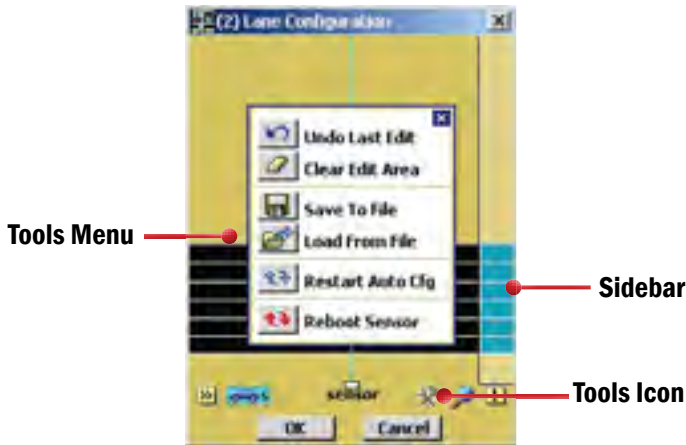 (2) Lane Configuration
Undo Last Edit
Clear Edit Area
Save To File
Load From File
Restart Auto Cfg
Reboot Sensor
Tools Menu
Sidebar
sensor
Tools Icon
OK
Cancel